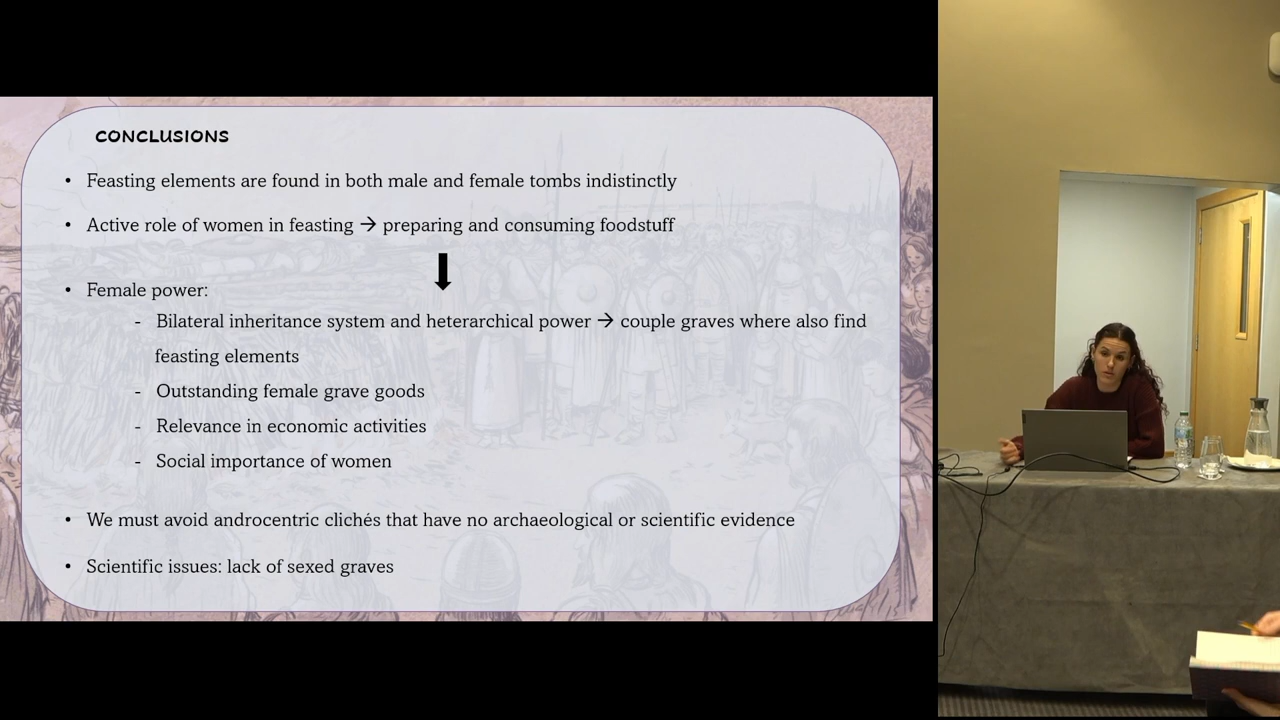 CONCLUSIONS
• Feasting elements are found in both male and female tombs indistinctly
• Active role of women in feasting → preparing and consuming foodstuff
• Female power:
- Bilateral inheritance system and heterarchical power → couple graves where also find
feasting elements
- Outstanding female grave goods
- Relevance in economic activities
- Social importance of women
• We must avoid androcentric clichés that have no archaeological or scientific evidence
• Scientific issues: lack of sexed graves